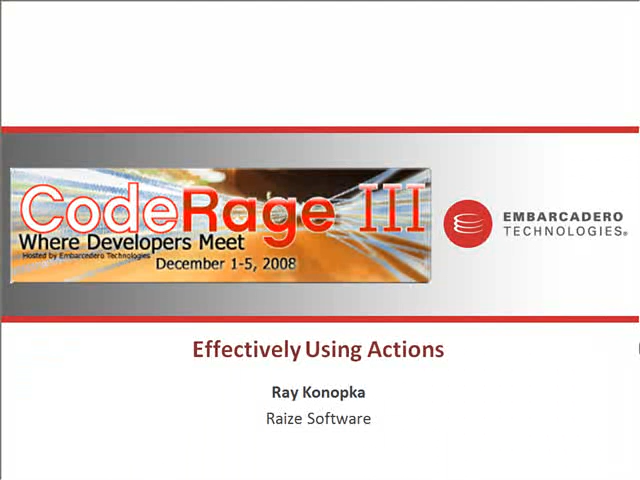 CodeRage III
Where Developers Meet
Hosted by Embarcedero Technologies
December 1-5, 2008
EMBARCADERO
TECHNOLOGIES®
Effectively Using Actions
Ray Konopka
Raize Software